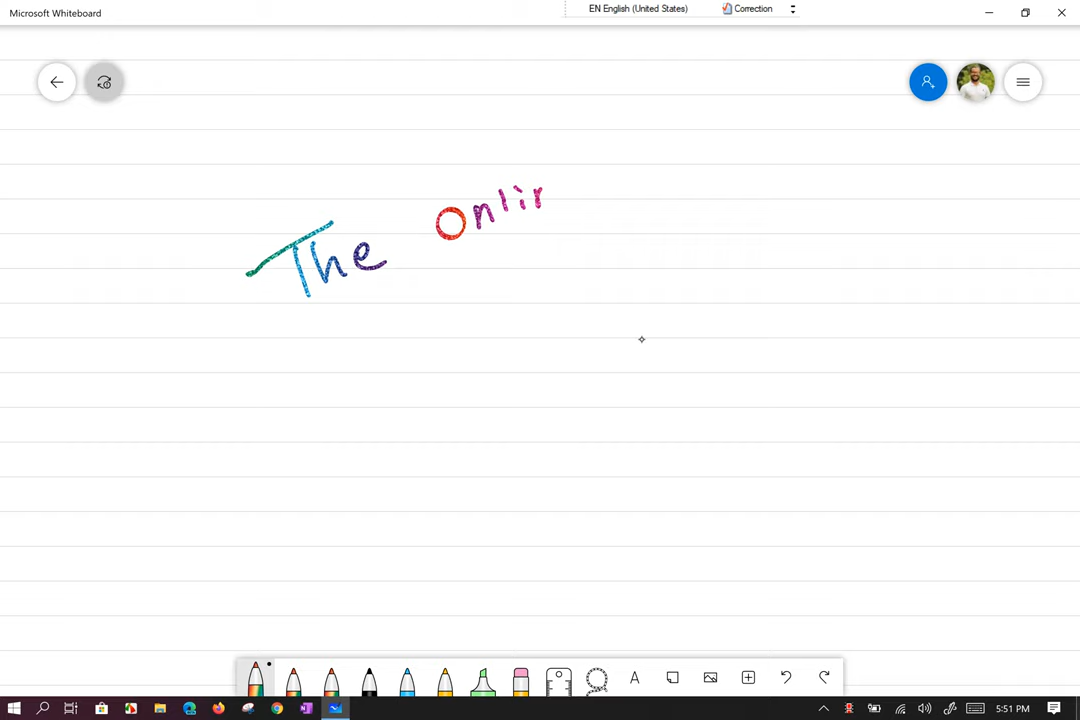 Microsoft Whiteboard
EN English (United States)
Correction
The Onlir
A
5:51 PM